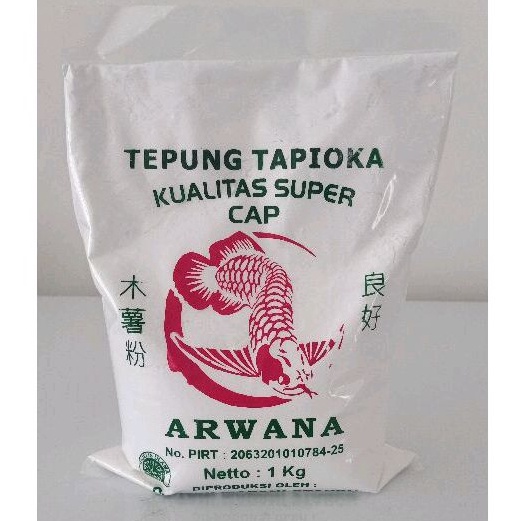 TEPUNG TAPIOKA
KUALITAS SUPER
CAP
木薯粉
良好
ARWANA
No. PIRT : 2063201010784-25
Netto : 1 Kg
DIPRODUKSI OLEH :